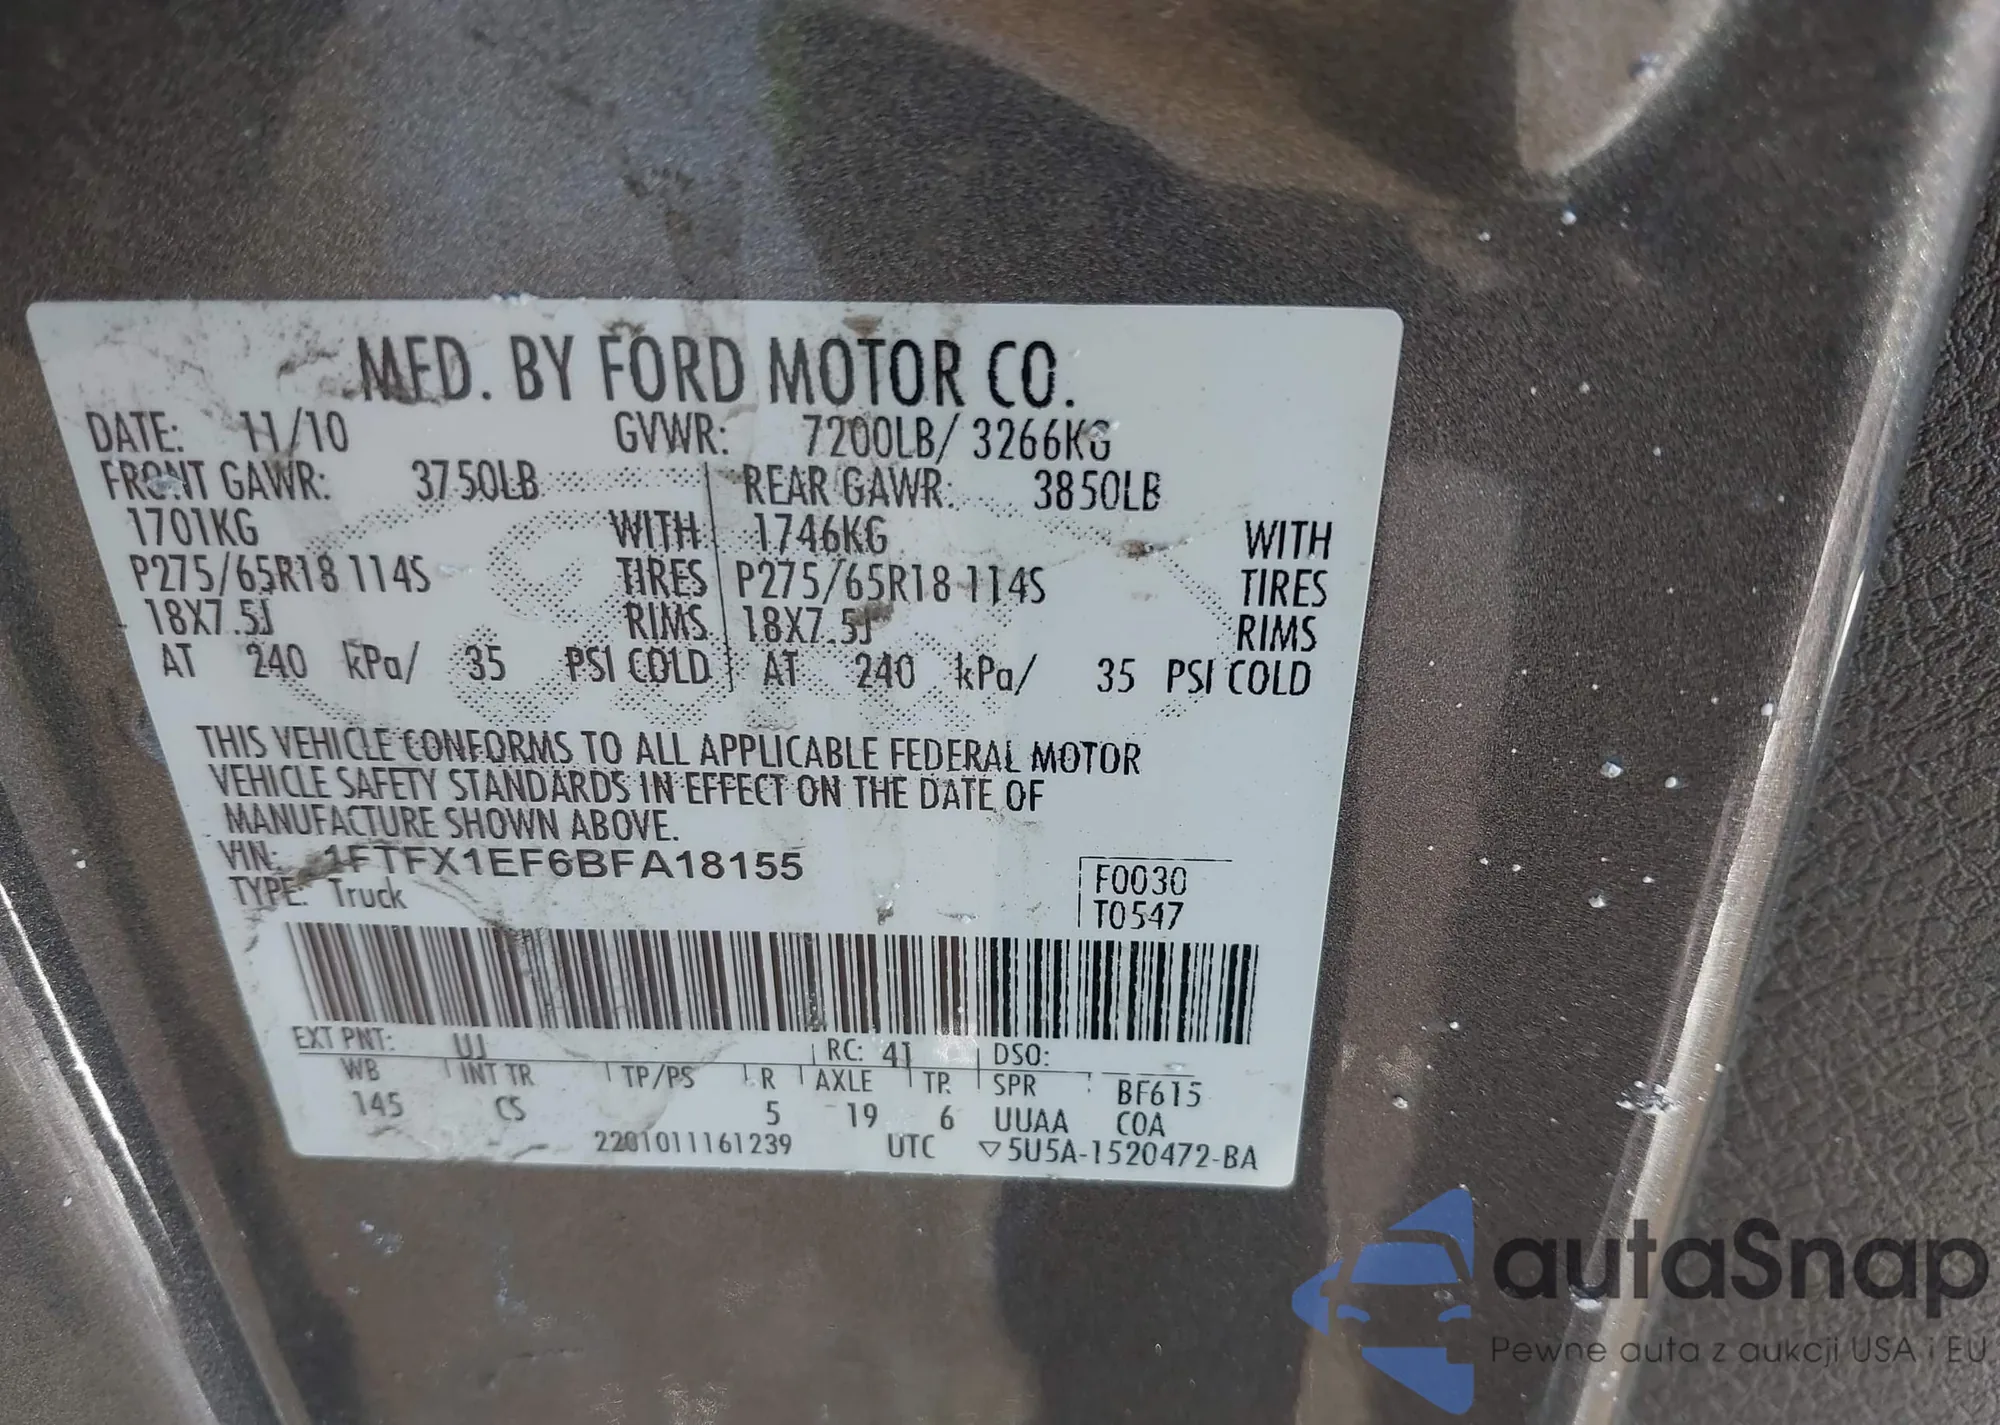 MFD. BY FORD MOTOR CO.
DATE: 11/10 GVWR: 7200LB/ 3266KG
FRONT GAWR: 3750LB REAR GAWR: 3850LB
1701KG WITH 1746KG WITH
P275/65R18 114S TIRES P275/65R18 114S TIRES
18X7.5J RIMS 18X7.5J RIMS
AT 240 kPa/ 35 PSI COLD AT 240 kPa/ 35 PSI COLD
THIS VEHICLE CONFORMS TO ALL APPLICABLE FEDERAL MOTOR
VEHICLE SAFETY STANDARDS IN EFFECT ON THE DATE OF
MANUFACTURE SHOWN ABOVE.
VIN: 1FTFX1EF6BFA18155
TYPE: Truck
F0030
T0547
EXT PNT: UJ RC: 41 DSO:
WB INT TR TP/PS R AXLE TR SPR BF615
145 CS 5 19 6 UUAA COA
2201011161239 UTC ▽5U5A-1520472-BA
autaSnap
Pewne auta z aukcji USA i EU